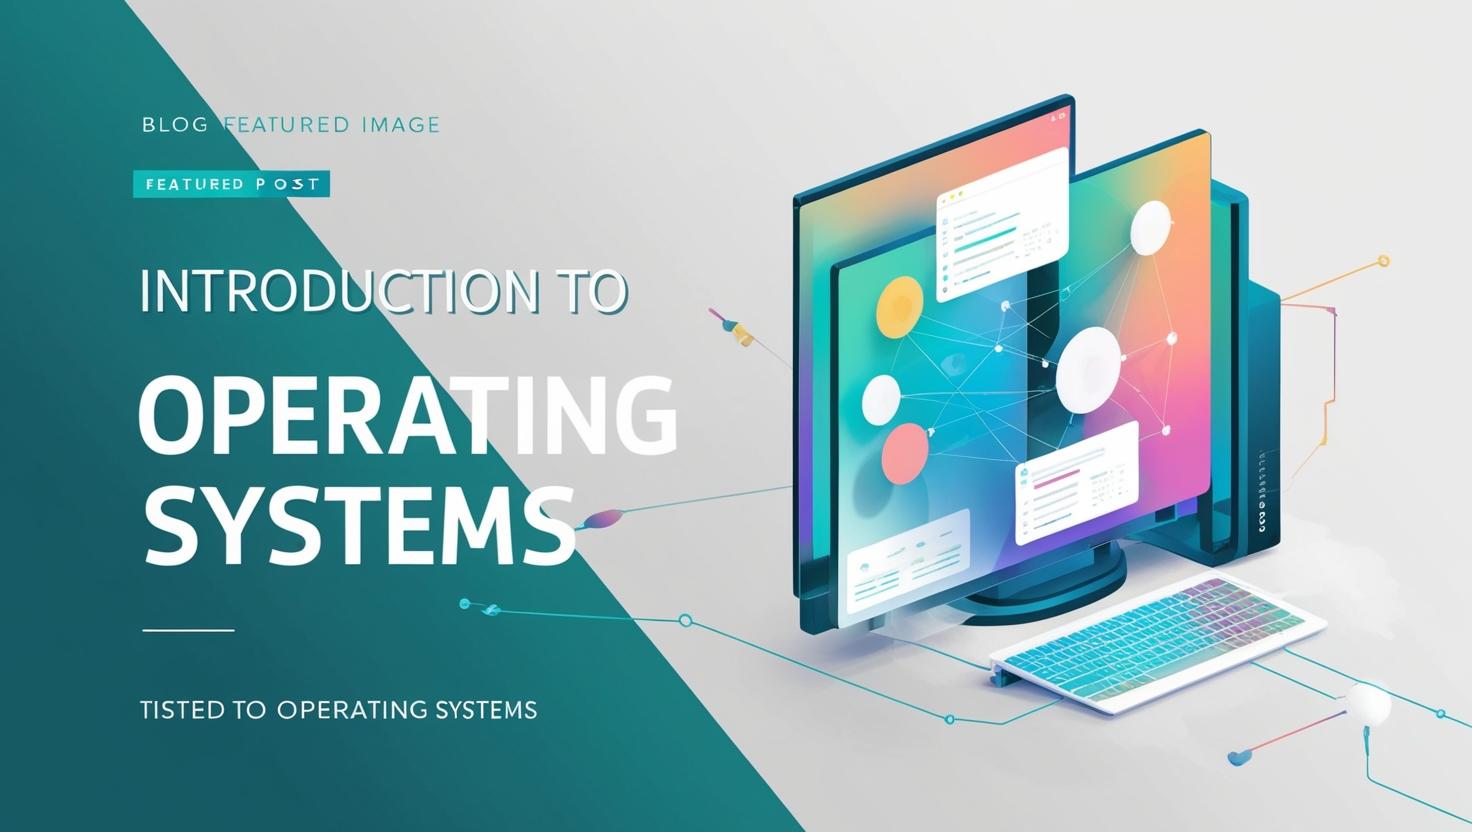 BLOG FEATURED IMAGE
FEATURED POST
INTRODUCTION TO
OPERATING
SYSTEMS
TISTED TO OPERATING SYSTEMS